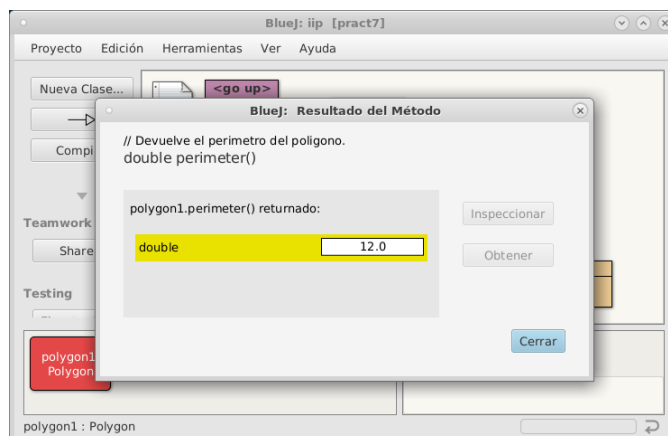 BlueJ: iip [pract7]
Proyecto Edición Herramientas Ver Ayuda
Nueva Clase...
<go up>
BlueJ: Resultado del Método
Compi
// Devuelve el perimetro del poligono.
double perimeter()
polygon1.perimeter() returnado:
Inspeccionar
double 12.0
Obtener
Teamwork
Share
Testing
Cerrar
polygon1
Polygon
polygon1 : Polygon